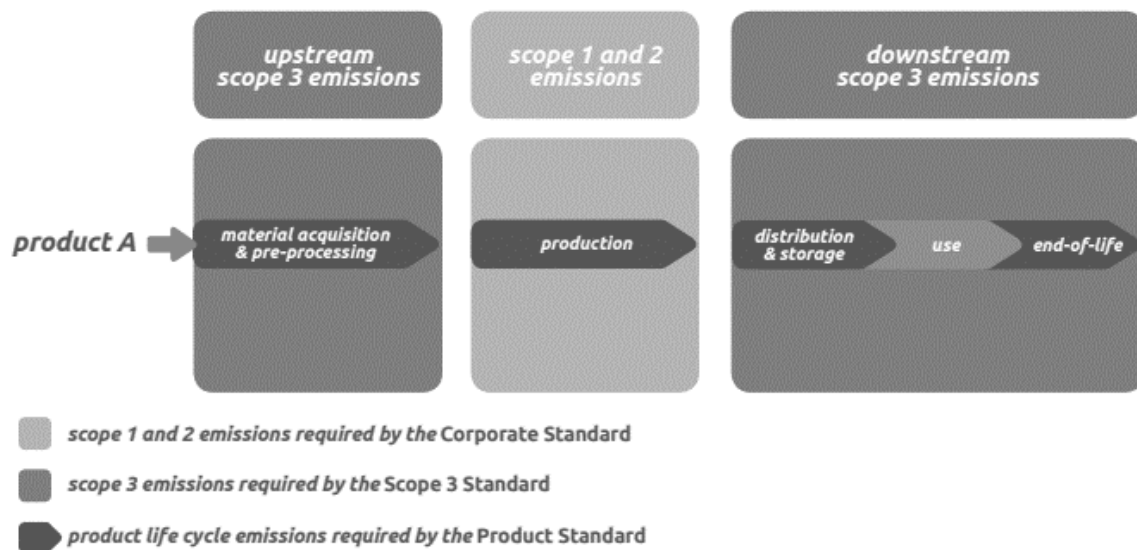 upstream
scope 3 emissions
scope 1 and 2
emissions
downstream
scope 3 emissions
product A
material acquisition
& pre-processing
production
distribution
& storage
use
end-of-life
scope 1 and 2 emissions required by the Corporate Standard
scope 3 emissions required by the Scope 3 Standard
product life cycle emissions required by the Product Standard